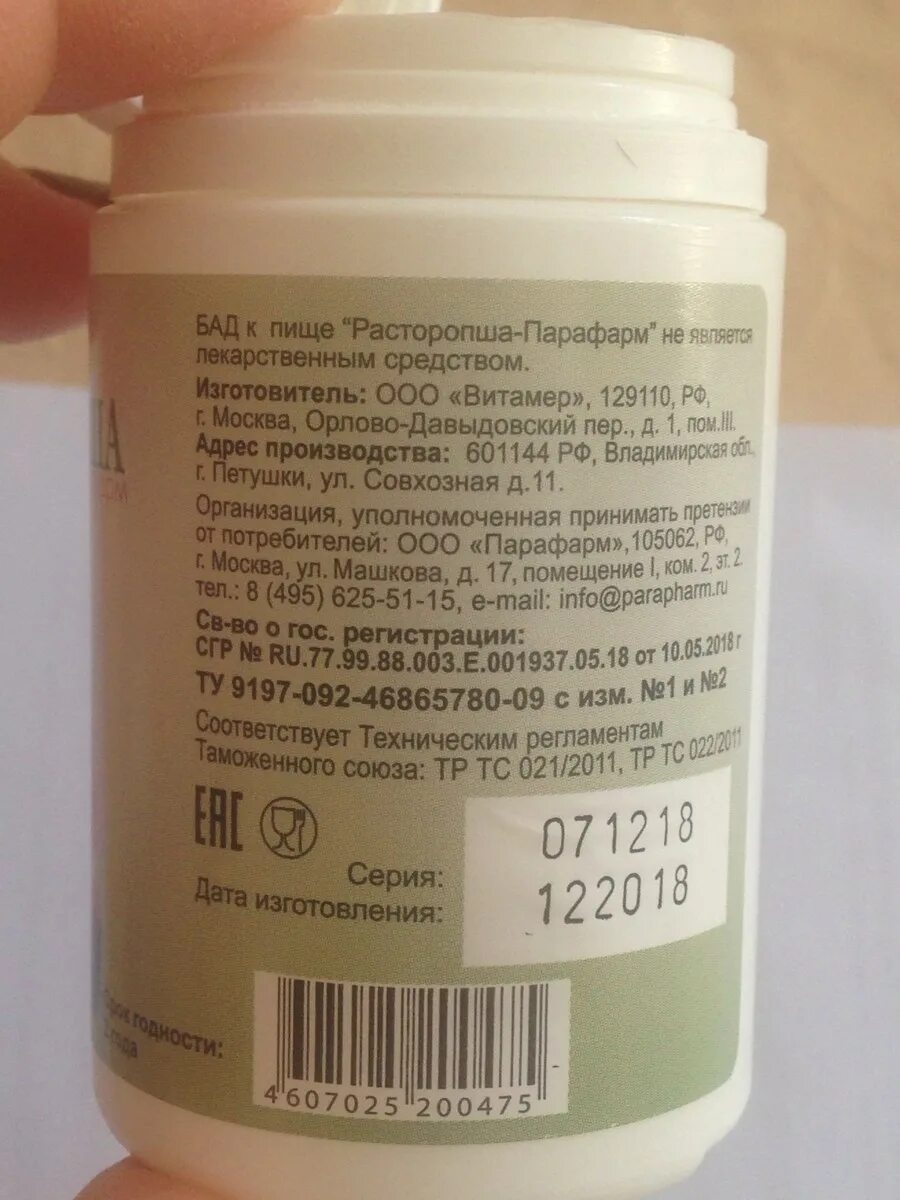 БАД к пище "Расторопша-Парафарм" не является
лекарственным средством.
Изготовитель: ООО «Витамер», 129110, РФ,
г. Москва, Орлово-Давыдовский пер., д. 1, пом.III.
Адрес производства: 601144 РФ, Владимирская обл.,
г. Петушки, ул. Совхозная д.11.
Организация, уполномоченная принимать претензии
от потребителей: ООО «Парафарм»,105062, РФ,
г. Москва, ул. Машкова, д. 17, помещение I, ком. 2, эт. 2.
тел.: 8 (495) 625-51-15, e-mail: info@parapharm.ru
Св-во о гос. регистрации:
СГР № RU.77.99.88.003.Е.001937.05.18 от 10.05.2018 г
ТУ 9197-092-46865780-09 с изм. №1 и №2
Соответствует Техническим регламентам
Таможенного союза: ТР ТС 021/2011, ТР ТС 022/2011
EAC
Серия: 071218
Дата изготовления: 122018
годности:
года
4607025200475